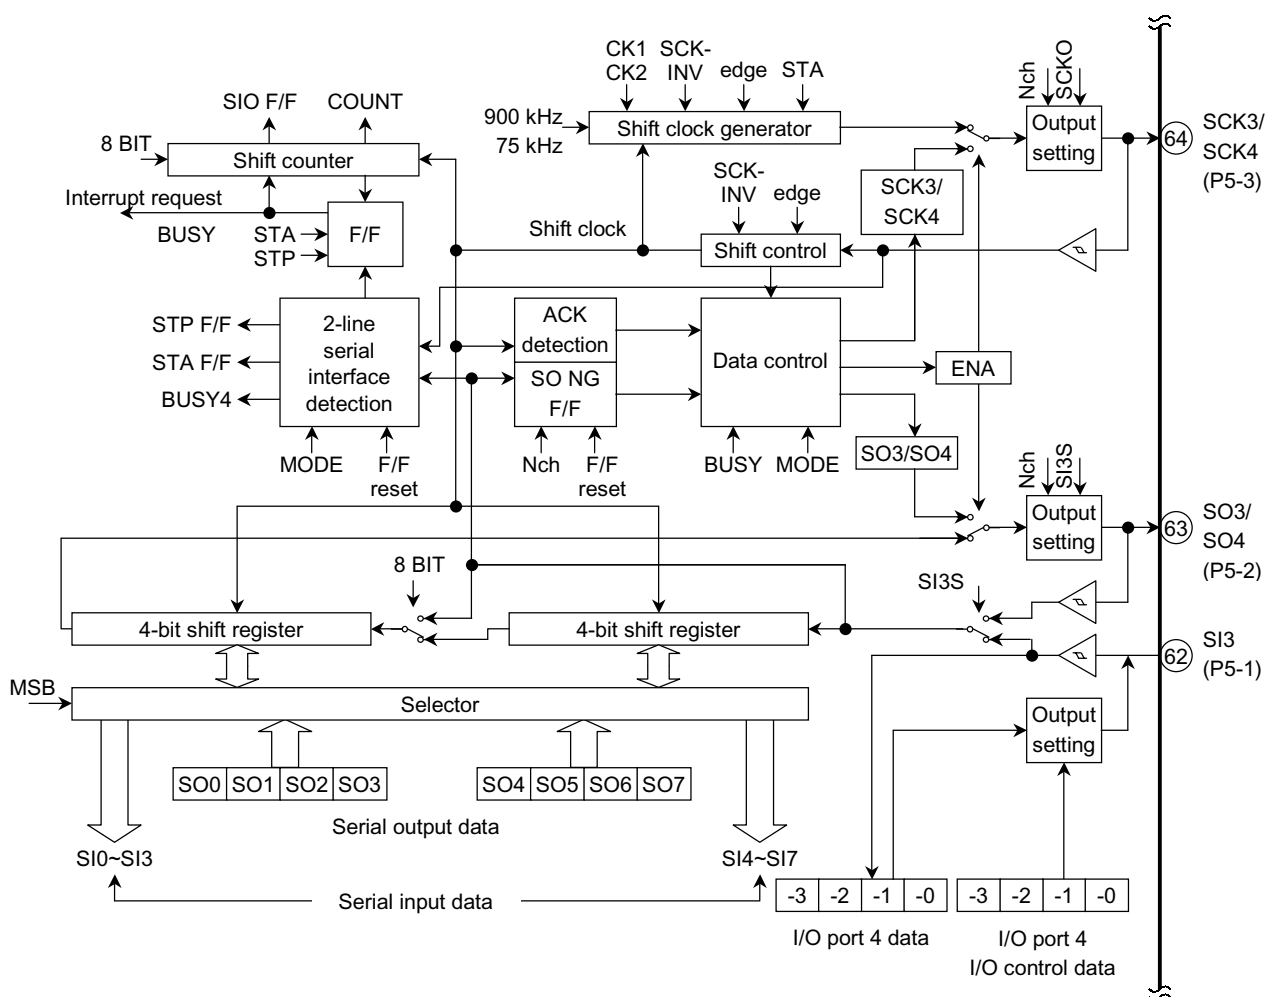 CK1
CK2
SCK-
INV
edge
STA
Nch
SCKO
SIO F/F
COUNT
900 kHz
75 kHz
Shift clock generator
Output
setting
64
SCK3/
SCK4
(P5-3)
8 BIT
Shift counter
SCK-
INV
edge
SCK3/
SCK4
Interrupt request
BUSY
STA
STP
F/F
Shift clock
Shift control
STP F/F
STA F/F
BUSY4
2-line
serial
interface
detection
ACK
detection
SO NG
F/F
Data control
ENA
MODE
F/F
reset
Nch
F/F
reset
BUSY
MODE
SO3/SO4
Nch
SI3S
Output
setting
63
SO3/
SO4
(P5-2)
8 BIT
SI3S
4-bit shift register
4-bit shift register
62
SI3
(P5-1)
MSB
Selector
Output
setting
SO0 SO1 SO2 SO3
SO4 SO5 SO6 SO7
Serial output data
SI0~SI3
SI4~SI7
Serial input data
-3 -2 -1 -0
-3 -2 -1 -0
I/O port 4 data
I/O port 4
I/O control data